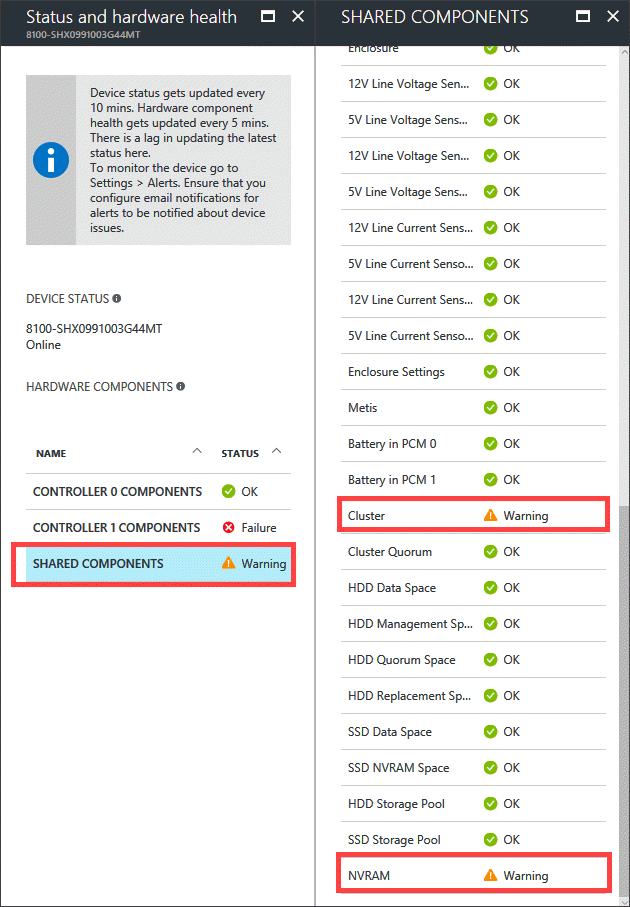 Status and hardware health
8100-SHX0991003G44MT
Device status gets updated every
10 mins. Hardware component
health gets updated every 5 mins.
There is a lag in updating the latest
status here.
To monitor the device go to
Settings > Alerts. Ensure that you
configure email notifications for
alerts to be notified about device
issues.
DEVICE STATUS
8100-SHX0991003G44MT
Online
HARDWARE COMPONENTS
NAME STATUS
CONTROLLER 0 COMPONENTS OK
CONTROLLER 1 COMPONENTS Failure
SHARED COMPONENTS Warning
SHARED COMPONENTS
Enclosure OK
12V Line Voltage Sen... OK
5V Line Voltage Sens... OK
12V Line Voltage Sen... OK
5V Line Voltage Sens... OK
12V Line Current Sens... OK
5V Line Current Senso... OK
12V Line Current Sens... OK
5V Line Current Senso... OK
Enclosure Settings OK
Metis OK
Battery in PCM 0 OK
Battery in PCM 1 OK
Cluster Warning
Cluster Quorum OK
HDD Data Space OK
HDD Management Sp... OK
HDD Quorum Space OK
HDD Replacement Sp... OK
SSD Data Space OK
SSD NVRAM Space OK
HDD Storage Pool OK
SSD Storage Pool OK
NVRAM Warning